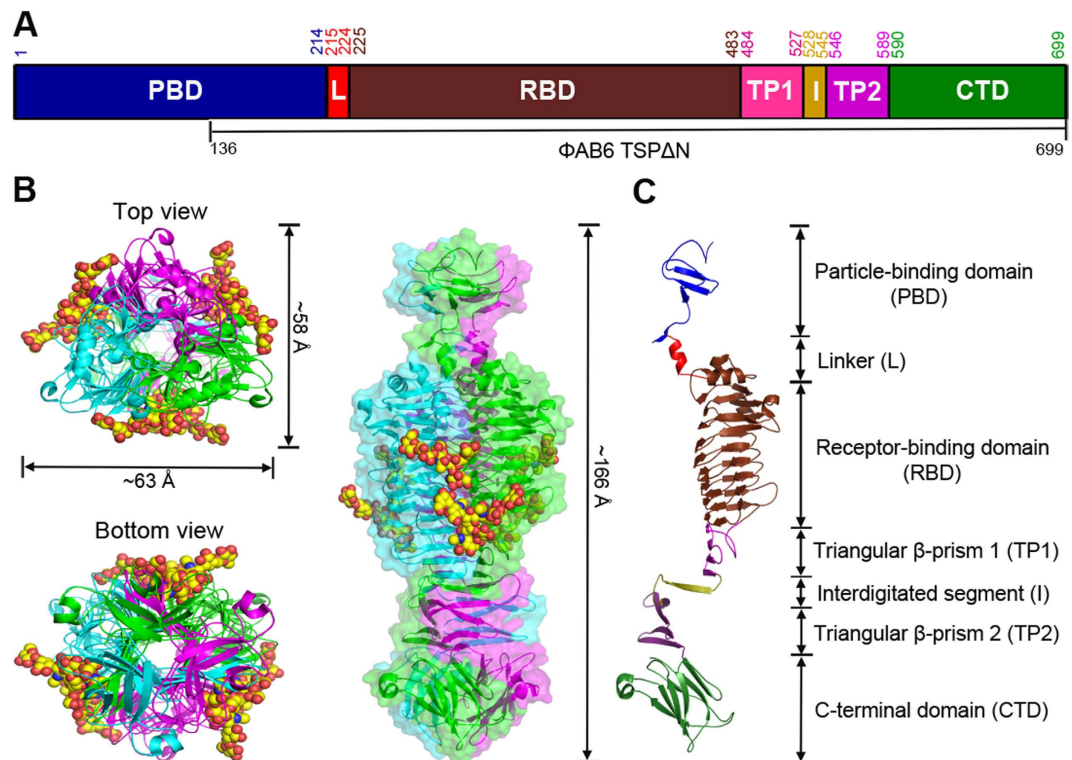 A
1
214
215
224
225
483
484
527
528
545
546
589
590
699
PBD
L
RBD
TP1
I
TP2
CTD
136
ΦAB6 TSPΔN
699
B
Top view
~58 Å
~63 Å
Bottom view
~166 Å
C
Particle-binding domain
(PBD)
Linker (L)
Receptor-binding domain
(RBD)
Triangular β-prism 1 (TP1)
Interdigitated segment (I)
Triangular β-prism 2 (TP2)
C-terminal domain (CTD)